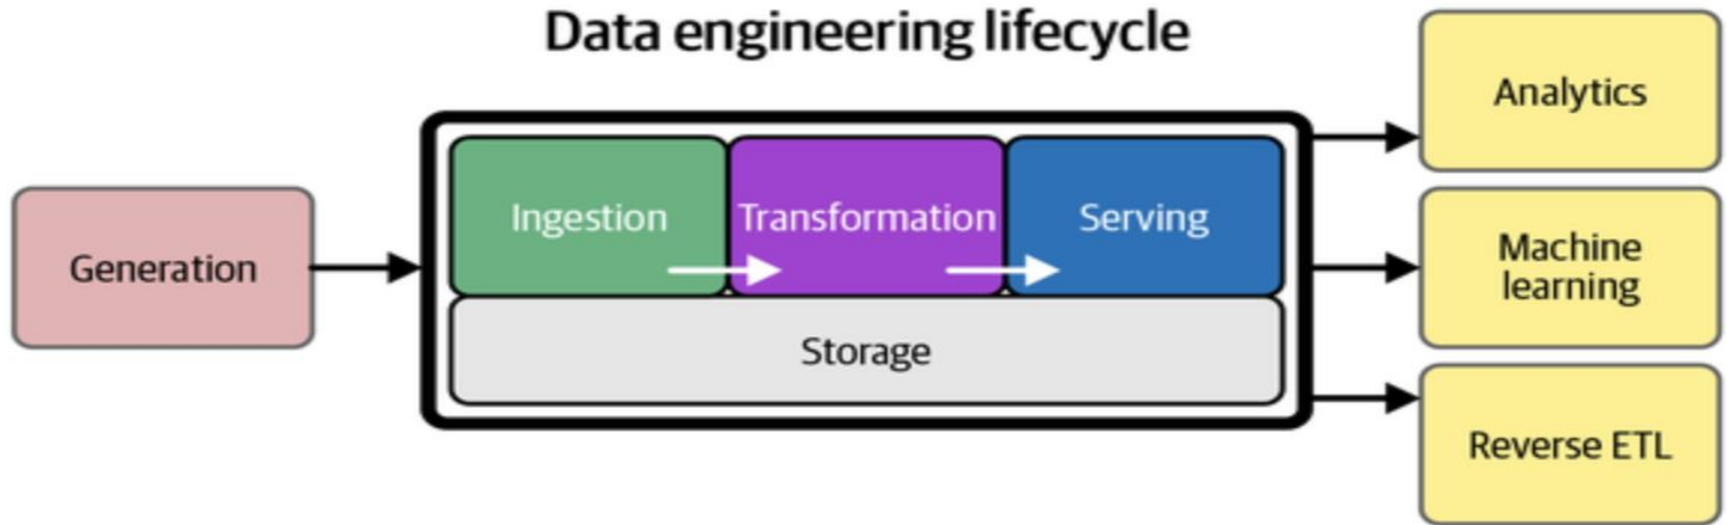 Data engineering lifecycle
Generation
Ingestion
Transformation
Serving
Storage
Analytics
Machine
learning
Reverse ETL